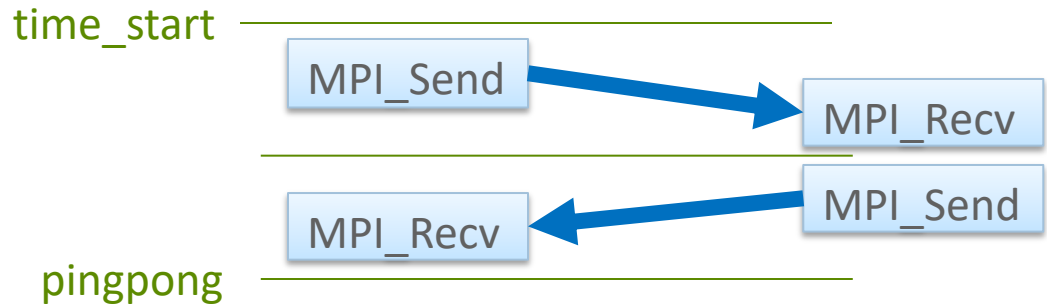 time_start
MPI_Send
MPI_Recv
MPI_Recv
MPI_Send
pingpong